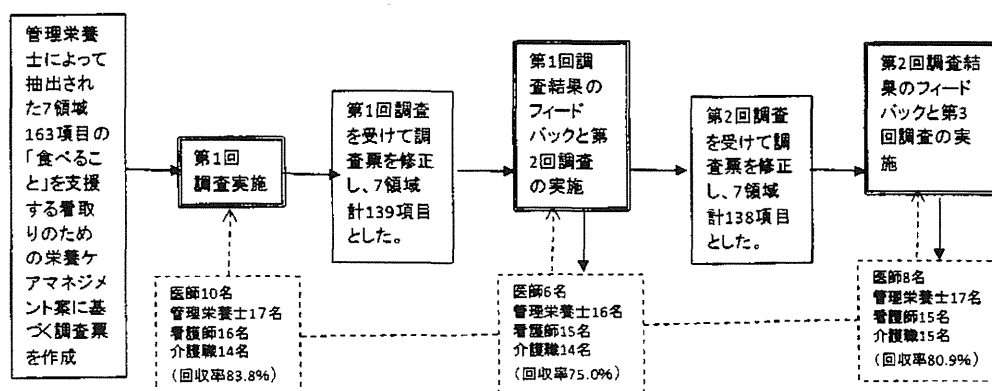 管理栄養
士によって
抽出され
た7領域
163項目の
「食べるこ
と」を支援
する看取
りのため
の栄養ケ
アマネジメ
ント案に基
づく調査票
を作成
第1回
調査実施
第1回調査
を受けて調
査票を修正
し、7領域
計139項目
とした。
第1回調
査結果の
フィード
バックと第
2回調査
の実施
第2回調査
を受けて調
査票を修正
し、7領域
計138項目
とした。
第2回調査結
果のフィード
バックと第3
回調査の実
施
医師10名
管理栄養士17名
看護師16名
介護職14名
(回収率83.8%)
医師6名
管理栄養士16名
看護師15名
介護職14名
(回収率75.0%)
医師8名
管理栄養士17名
看護師15名
介護職15名
(回収率80.9%)